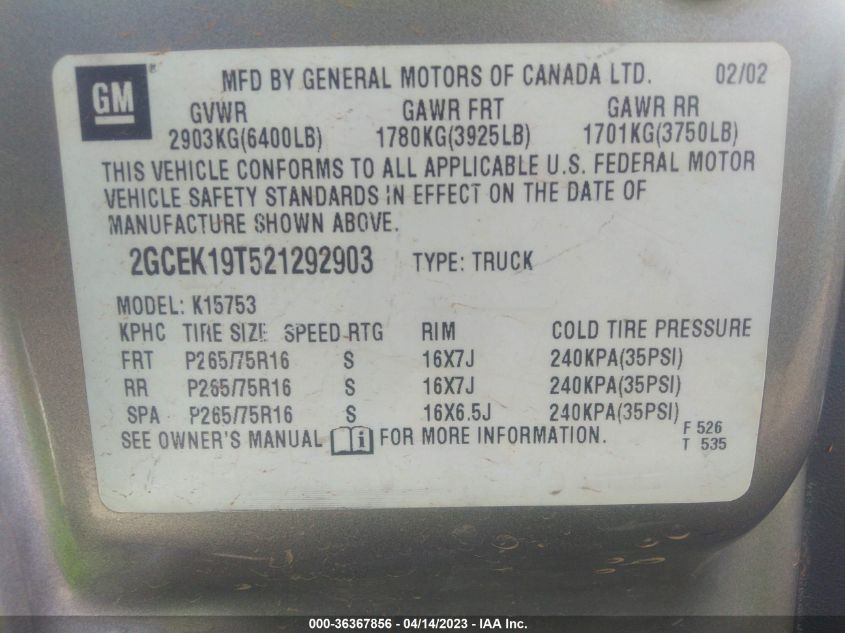 GM ® MFD BY GENERAL MOTORS OF CANADA LTD. 02/02
GVWR GAWR FRT GAWR RR
2903KG(6400LB) 1780KG(3925LB) 1701KG(3750LB)
THIS VEHICLE CONFORMS TO ALL APPLICABLE U.S. FEDERAL MOTOR
VEHICLE SAFETY STANDARDS IN EFFECT ON THE DATE OF
MANUFACTURE SHOWN ABOVE.
2GCEK19T521292903 TYPE: TRUCK
MODEL: K15753
KPHC TIRE SIZE SPEED RTG RIM COLD TIRE PRESSURE
FRT P265/75R16 S 16X7J 240KPA(35PSI)
RR P265/75R16 S 16X7J 240KPA(35PSI)
SPA P265/75R16 S 16X6.5J 240KPA(35PSI)
SEE OWNER'S MANUAL i FOR MORE INFORMATION. F 526
T 535
000-36367856 - 04/14/2023 - IAA Inc.